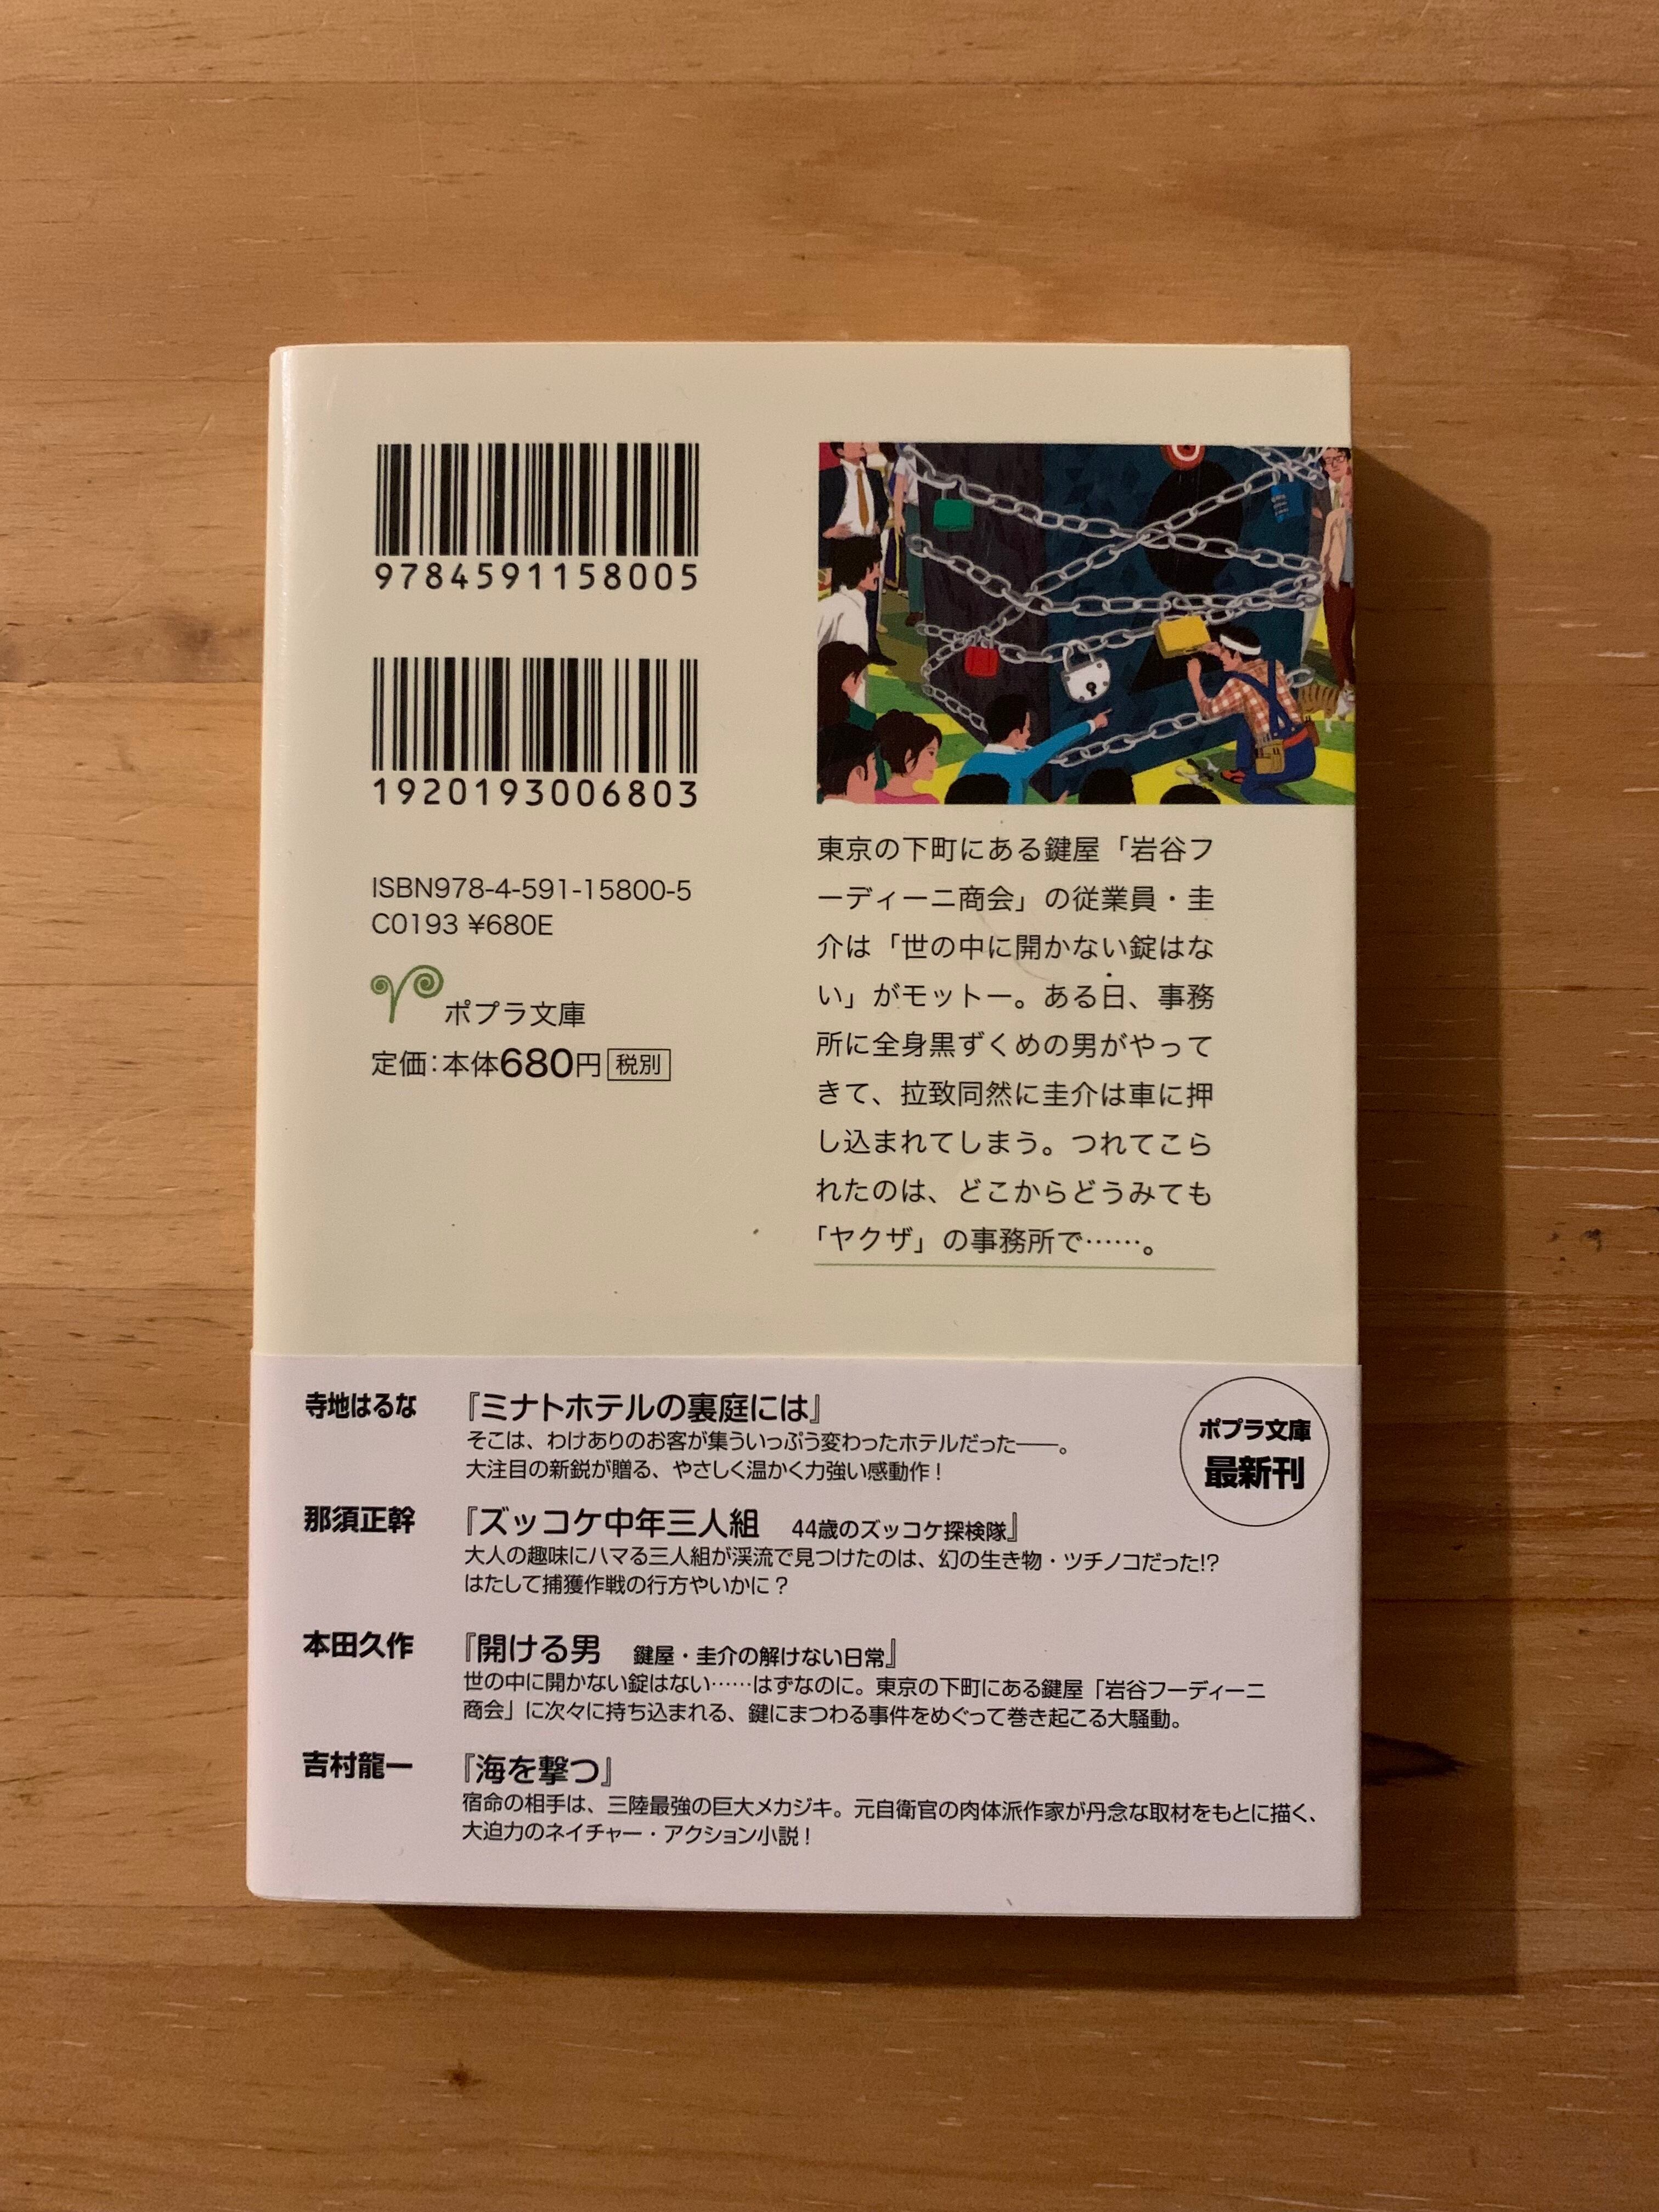 9784591158005
1920193006803
ISBN978-4-591-15800-5
C0193 ¥680E
ポプラ文庫
定価：本体680円 税別
東京の下町にある鍵屋「岩谷フ
ーディーニ商会」の従業員・圭
介は「世の中に開かない錠はな
い」がモットー。ある日、事務
所に全身黒ずくめの男がやって
きて、拉致同然に圭介は車に押
し込まれてしまう。つれてこら
れたのは、どこからどうみても
「ヤクザ」の事務所で……。
ポプラ文庫
最新刊
寺地はるな 『ミナトホテルの裏庭には』
そこは、わけありのお客が集ういっぷう変わったホテルだった――。
大注目の新鋭が贈る、やさしく温かく力強い感動作！
那須正幹 『ズッコケ中年三人組 44歳のズッコケ探検隊』
大人の趣味にハマる三人組が渓流で見つけたのは、幻の生き物・ツチノコだった!?
はたして捕獲作戦の行方やいかに？
本田久作 『開ける男 鍵屋・圭介の解けない日常』
世の中に開かない錠はない……はずなのに。東京の下町にある鍵屋「岩谷フーディーニ
商会」に次々に持ち込まれる、鍵にまつわる事件をめぐって巻き起こる大騒動。
吉村龍一 『海を撃つ』
宿命の相手は、三陸最強の巨大メカジキ。元自衛官の肉体派作家が丹念な取材をもとに描く、
大迫力のネイチャー・アクション小説！